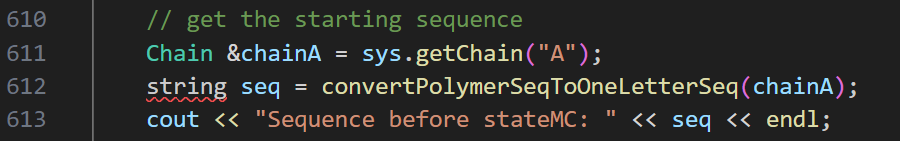 610 // get the starting sequence
611 Chain &chainA = sys.getChain("A");
612 string seq = convertPolymerSeqToOneLetterSeq(chainA);
613 cout << "Sequence before stateMC: " << seq << endl;